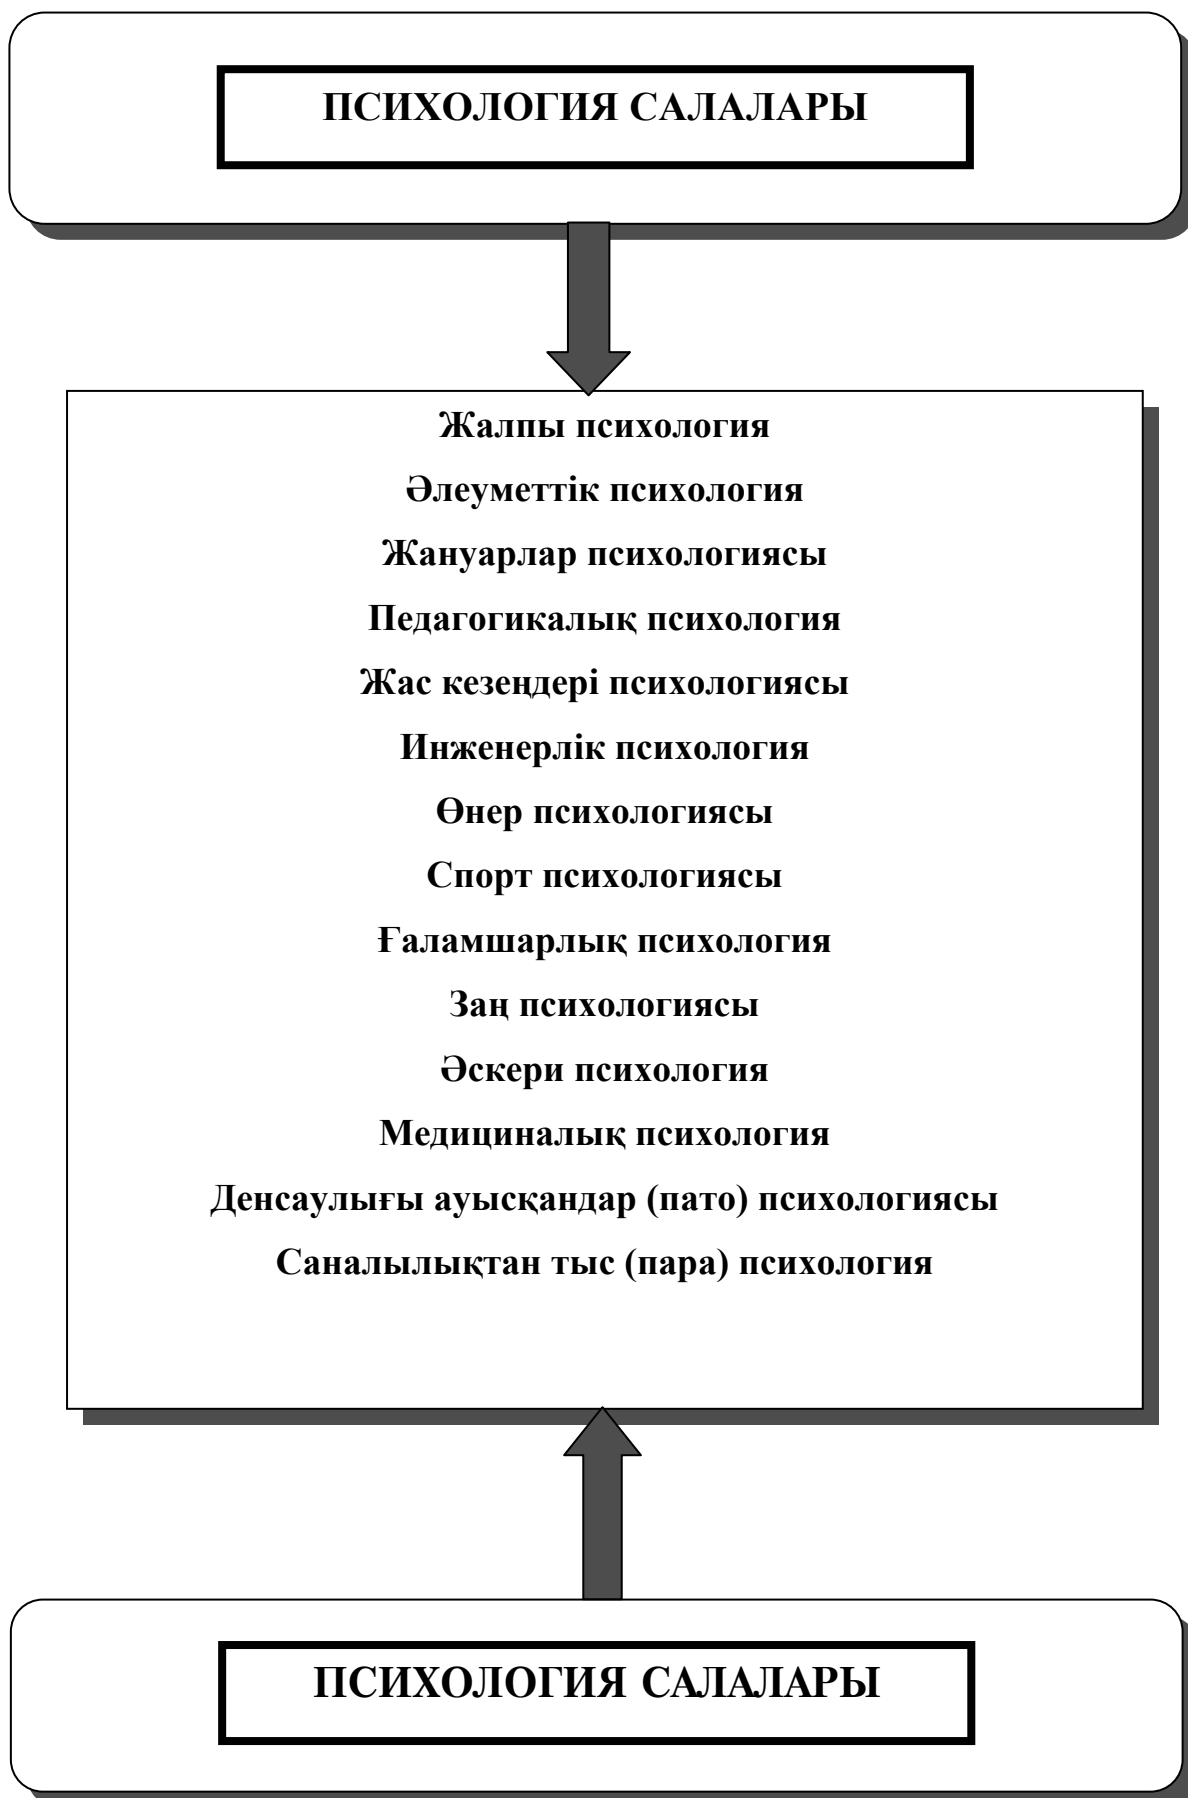 ПСИХОЛОГИЯ САЛАЛАРЫ
Жалпы психология
Әлеуметтік психология
Жануарлар психологиясы
Педагогикалық психология
Жас кезеңдері психологиясы
Инженерлік психология
Өнер психологиясы
Спорт психологиясы
Ғаламшарлық психология
Заң психологиясы
Әскери психология
Медициналық психология
Денсаулығы ауысқандар (пато) психологиясы
Саналылықтан тыс (пара) психология
ПСИХОЛОГИЯ САЛАЛАРЫ